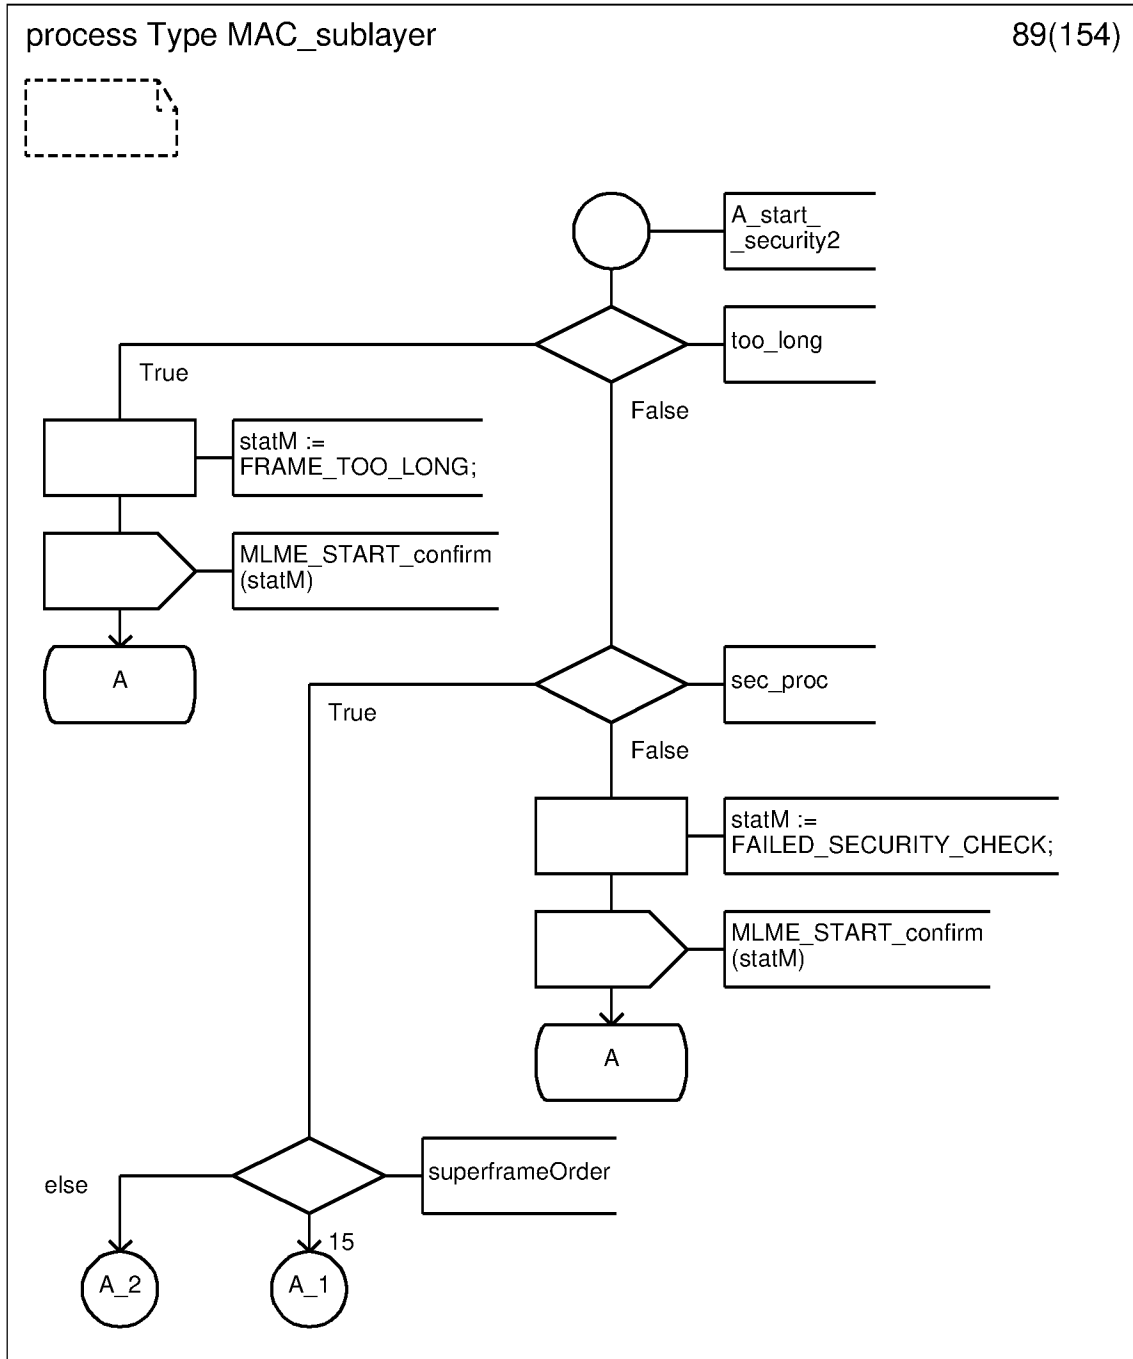 process Type MAC_sublayer
89(154)
A_start_
_security2
too_long
True
False
statM :=
FRAME_TOO_LONG;
MLME_START_confirm
(statM)
A
sec_proc
True
False
statM :=
FAILED_SECURITY_CHECK;
MLME_START_confirm
(statM)
A
superframeOrder
else
15
A_2
A_1